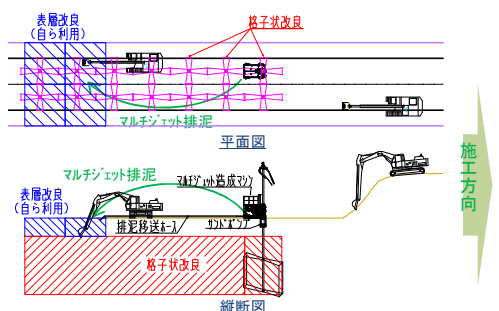 表層改良
(自ら利用)
格子状改良
マルチジェット排泥
平面図
施工方向
マルチジェット排泥
マルチジェット造成マシン
表層改良
(自ら利用)
排泥移送ホース
サンドポンプ
格子状改良
縦断図